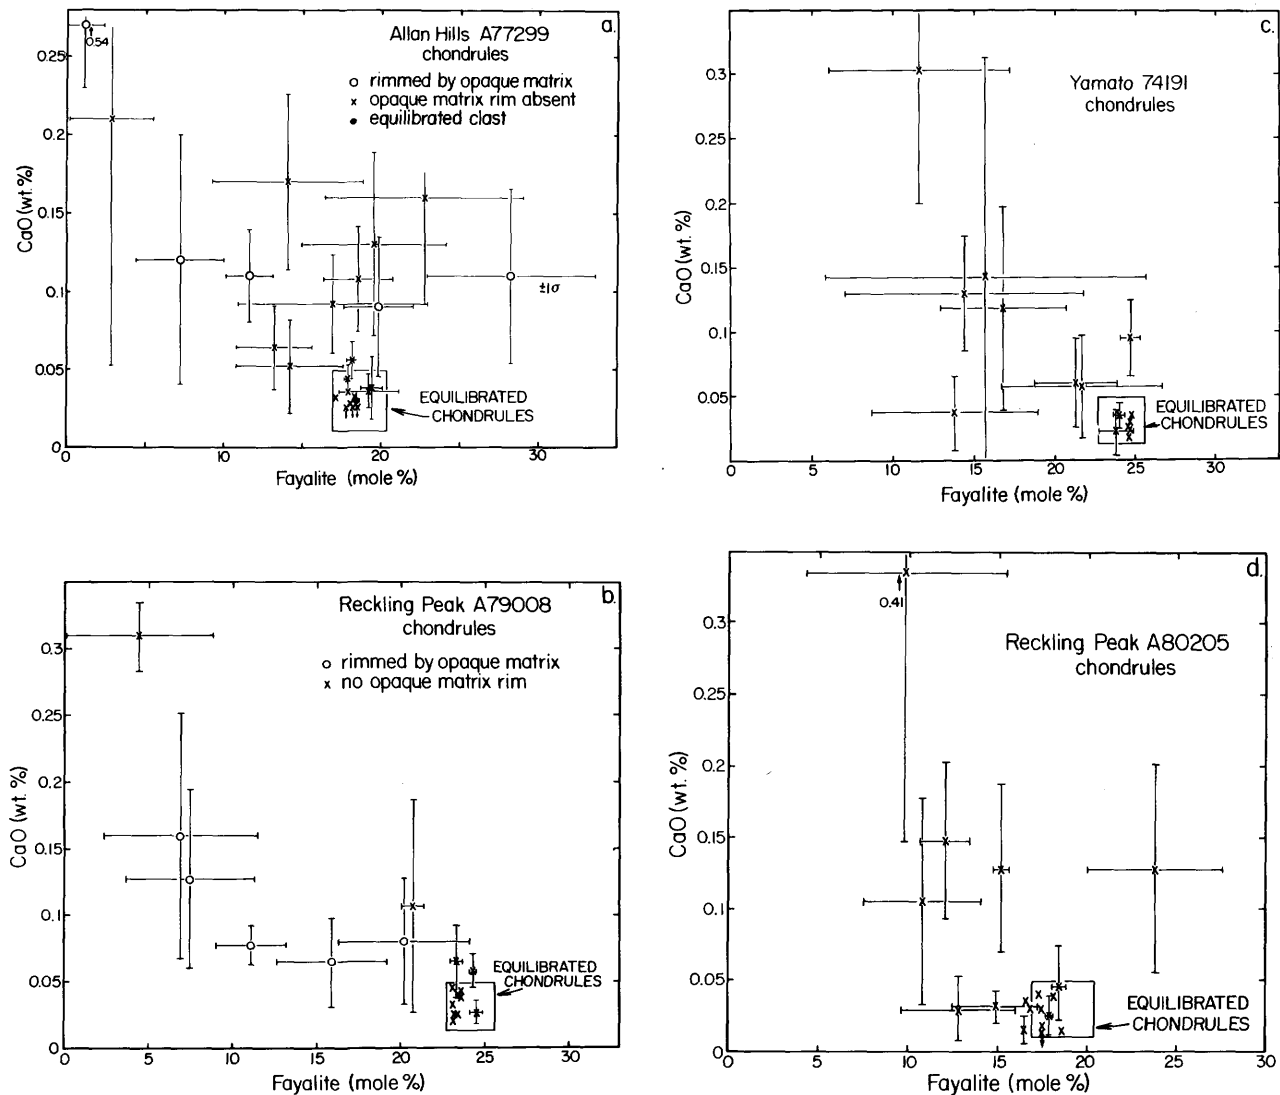 a.
Allan Hills A77299
chondrules
o rimmed by opaque matrix
x opaque matrix rim absent
● equilibrated clast
0.54
±1σ
EQUILIBRATED
CHONDRULES
0.25
0.2
0.15
0.1
0.05
0
CaO (wt. %)
0 10 20 30
Fayalite (mole %)
c.
Yamato 74191
chondrules
EQUILIBRATED
CHONDRULES
0.3
0.25
0.2
0.15
0.1
0.05
0
CaO (wt. %)
0 5 10 15 20 25 30
Fayalite (mole %)
b.
Reckling Peak A79008
chondrules
o rimmed by opaque matrix
x no opaque matrix rim
EQUILIBRATED
CHONDRULES
0.3
0.25
0.2
0.15
0.1
0.05
0
CaO (wt. %)
0 5 10 15 20 25 30
Fayalite (mole %)
d.
0.41
Reckling Peak A80205
chondrules
EQUILIBRATED
CHONDRULES
0.3
0.25
0.2
0.15
0.1
0.05
0
CaO (wt. %)
0 5 10 15 20 25 30
Fayalite (mole %)